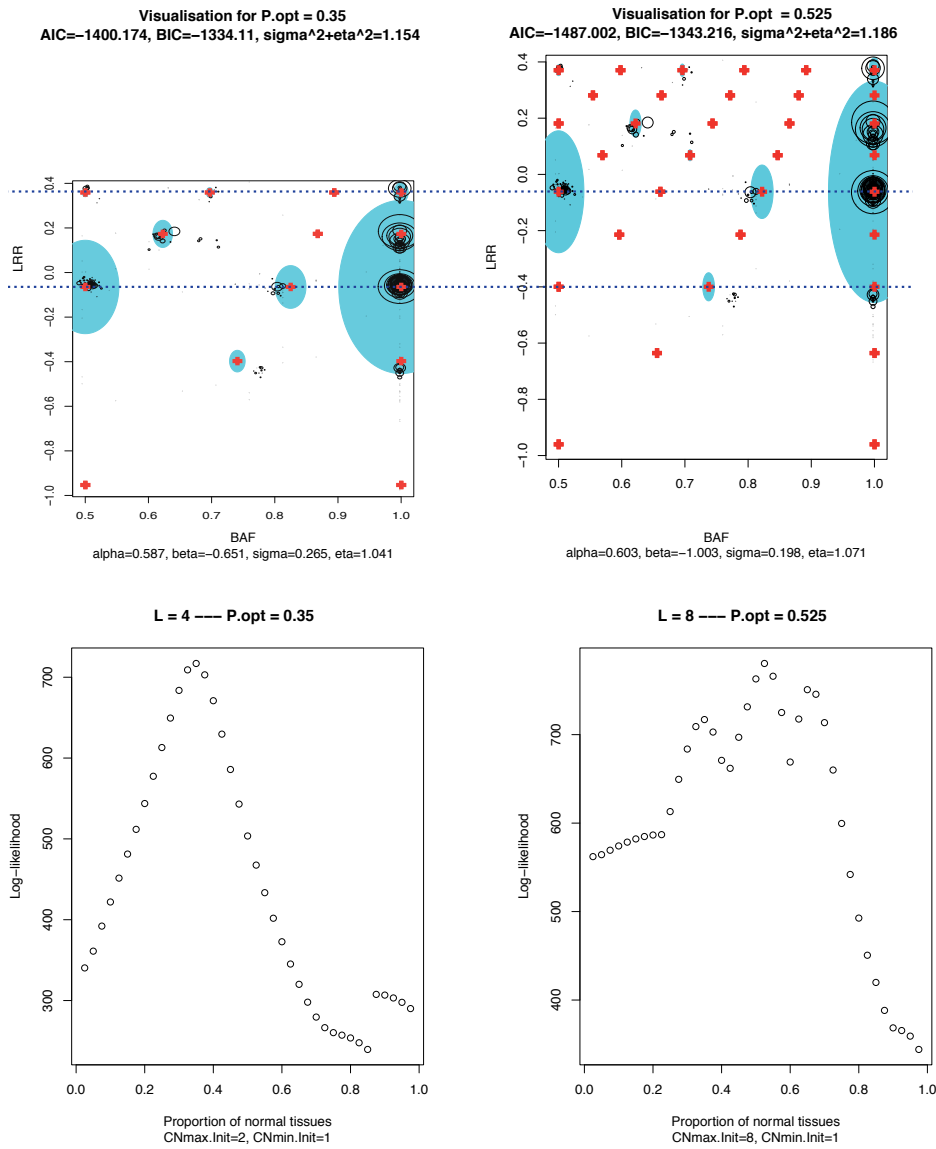 Visualisation for P.opt = 0.35
AIC=−1400.174, BIC=−1334.11, sigma^2+eta^2=1.154
LRR
0.4
0.2
0.0
−0.2
−0.4
−0.6
−0.8
−1.0
0.5 0.6 0.7 0.8 0.9 1.0
BAF
alpha=0.587, beta=−0.651, sigma=0.265, eta=1.041
Visualisation for P.opt = 0.525
AIC=−1487.002, BIC=−1343.216, sigma^2+eta^2=1.186
LRR
0.4
0.2
0.0
−0.2
−0.4
−0.6
−0.8
−1.0
0.5 0.6 0.7 0.8 0.9 1.0
BAF
alpha=0.603, beta=−1.003, sigma=0.198, eta=1.071
L = 4 −−− P.opt = 0.35
Log−likelihood
700
600
500
400
300
0.0 0.2 0.4 0.6 0.8 1.0
Proportion of normal tissues
CNmax.Init=2, CNmin.Init=1
L = 8 −−− P.opt = 0.525
Log−likelihood
700
600
500
400
0.0 0.2 0.4 0.6 0.8 1.0
Proportion of normal tissues
CNmax.Init=8, CNmin.Init=1